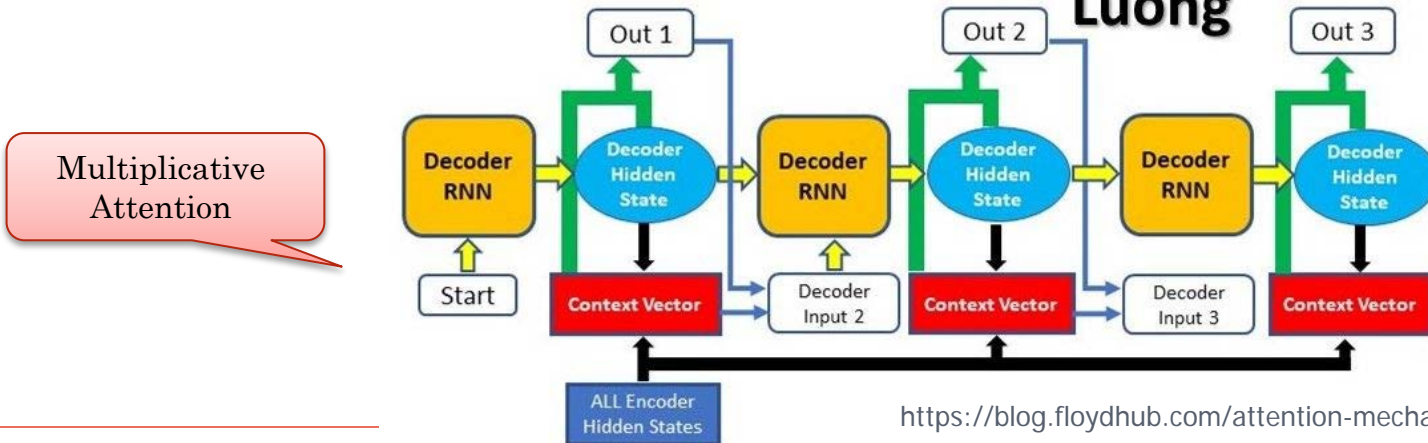 Luong
Out 1
Out 2
Out 3
Multiplicative
Attention
Decoder
RNN
Decoder
Hidden
State
Decoder
RNN
Decoder
Hidden
State
Decoder
RNN
Decoder
Hidden
State
Start
Context Vector
Decoder
Input 2
Context Vector
Decoder
Input 3
Context Vector
ALL Encoder
Hidden States
https://blog.floydhub.com/attention-mecha